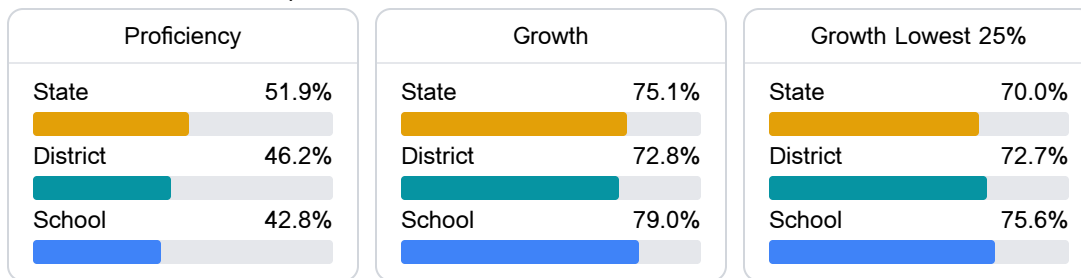 Proficiency
State 51.9%
District 46.2%
School 42.8%
Growth
State 75.1%
District 72.8%
School 79.0%
Growth Lowest 25%
State 70.0%
District 72.7%
School 75.6%